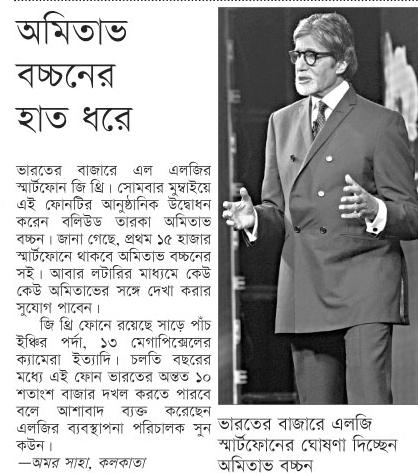 অমিতাভ
বচ্চনের
হাত ধরে
ভারতের বাজারে এল এলজির
স্মার্টফোন জি থ্রি। সোমবার মুম্বাইয়ে
এই ফোনটির আনুষ্ঠানিক উদ্বোধন
করেন বলিউড তারকা অমিতাভ
বচ্চন। জানা গেছে, প্রথম ১৫ হাজার
স্মার্টফোনে থাকবে অমিতাভ বচ্চনের
সই। আবার লটারির মাধ্যমে কেউ
কেউ অমিতাভের সঙ্গে দেখা করার
সুযোগ পাবেন।
জি থ্রি ফোনে রয়েছে সাড়ে পাঁচ
ইঞ্চির পর্দা, ১৩ মেগাপিক্সেলের
ক্যামেরা ইত্যাদি। চলতি বছরের
মধ্যে এই ফোন ভারতের অন্তত ১০
শতাংশ বাজার দখল করতে পারবে
বলে আশাবাদ ব্যক্ত করেছেন
এলজির ব্যবস্থাপনা পরিচালক সুন
কউন।
—অমর সাহা, কলকাতা
ভারতের বাজারে এলজি
স্মার্টফোনের ঘোষণা দিচ্ছেন
অমিতাভ বচ্চন